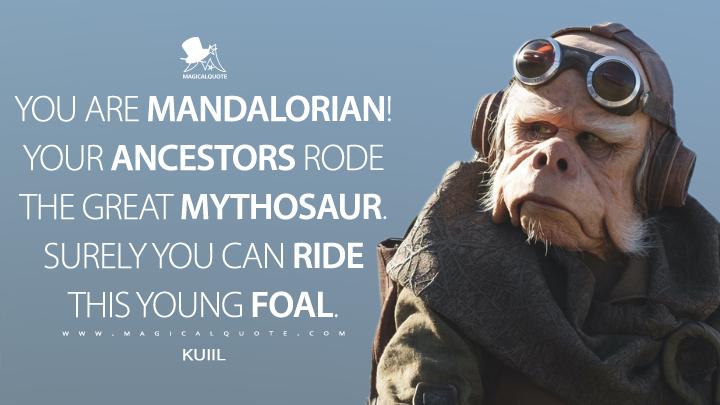 MAGICALQUOTE
YOU ARE MANDALORIAN!
YOUR ANCESTORS RODE
THE GREAT MYTHOSAUR.
SURELY YOU CAN RIDE
THIS YOUNG FOAL.
WWW.MAGICALQUOTE.COM
KUIIL